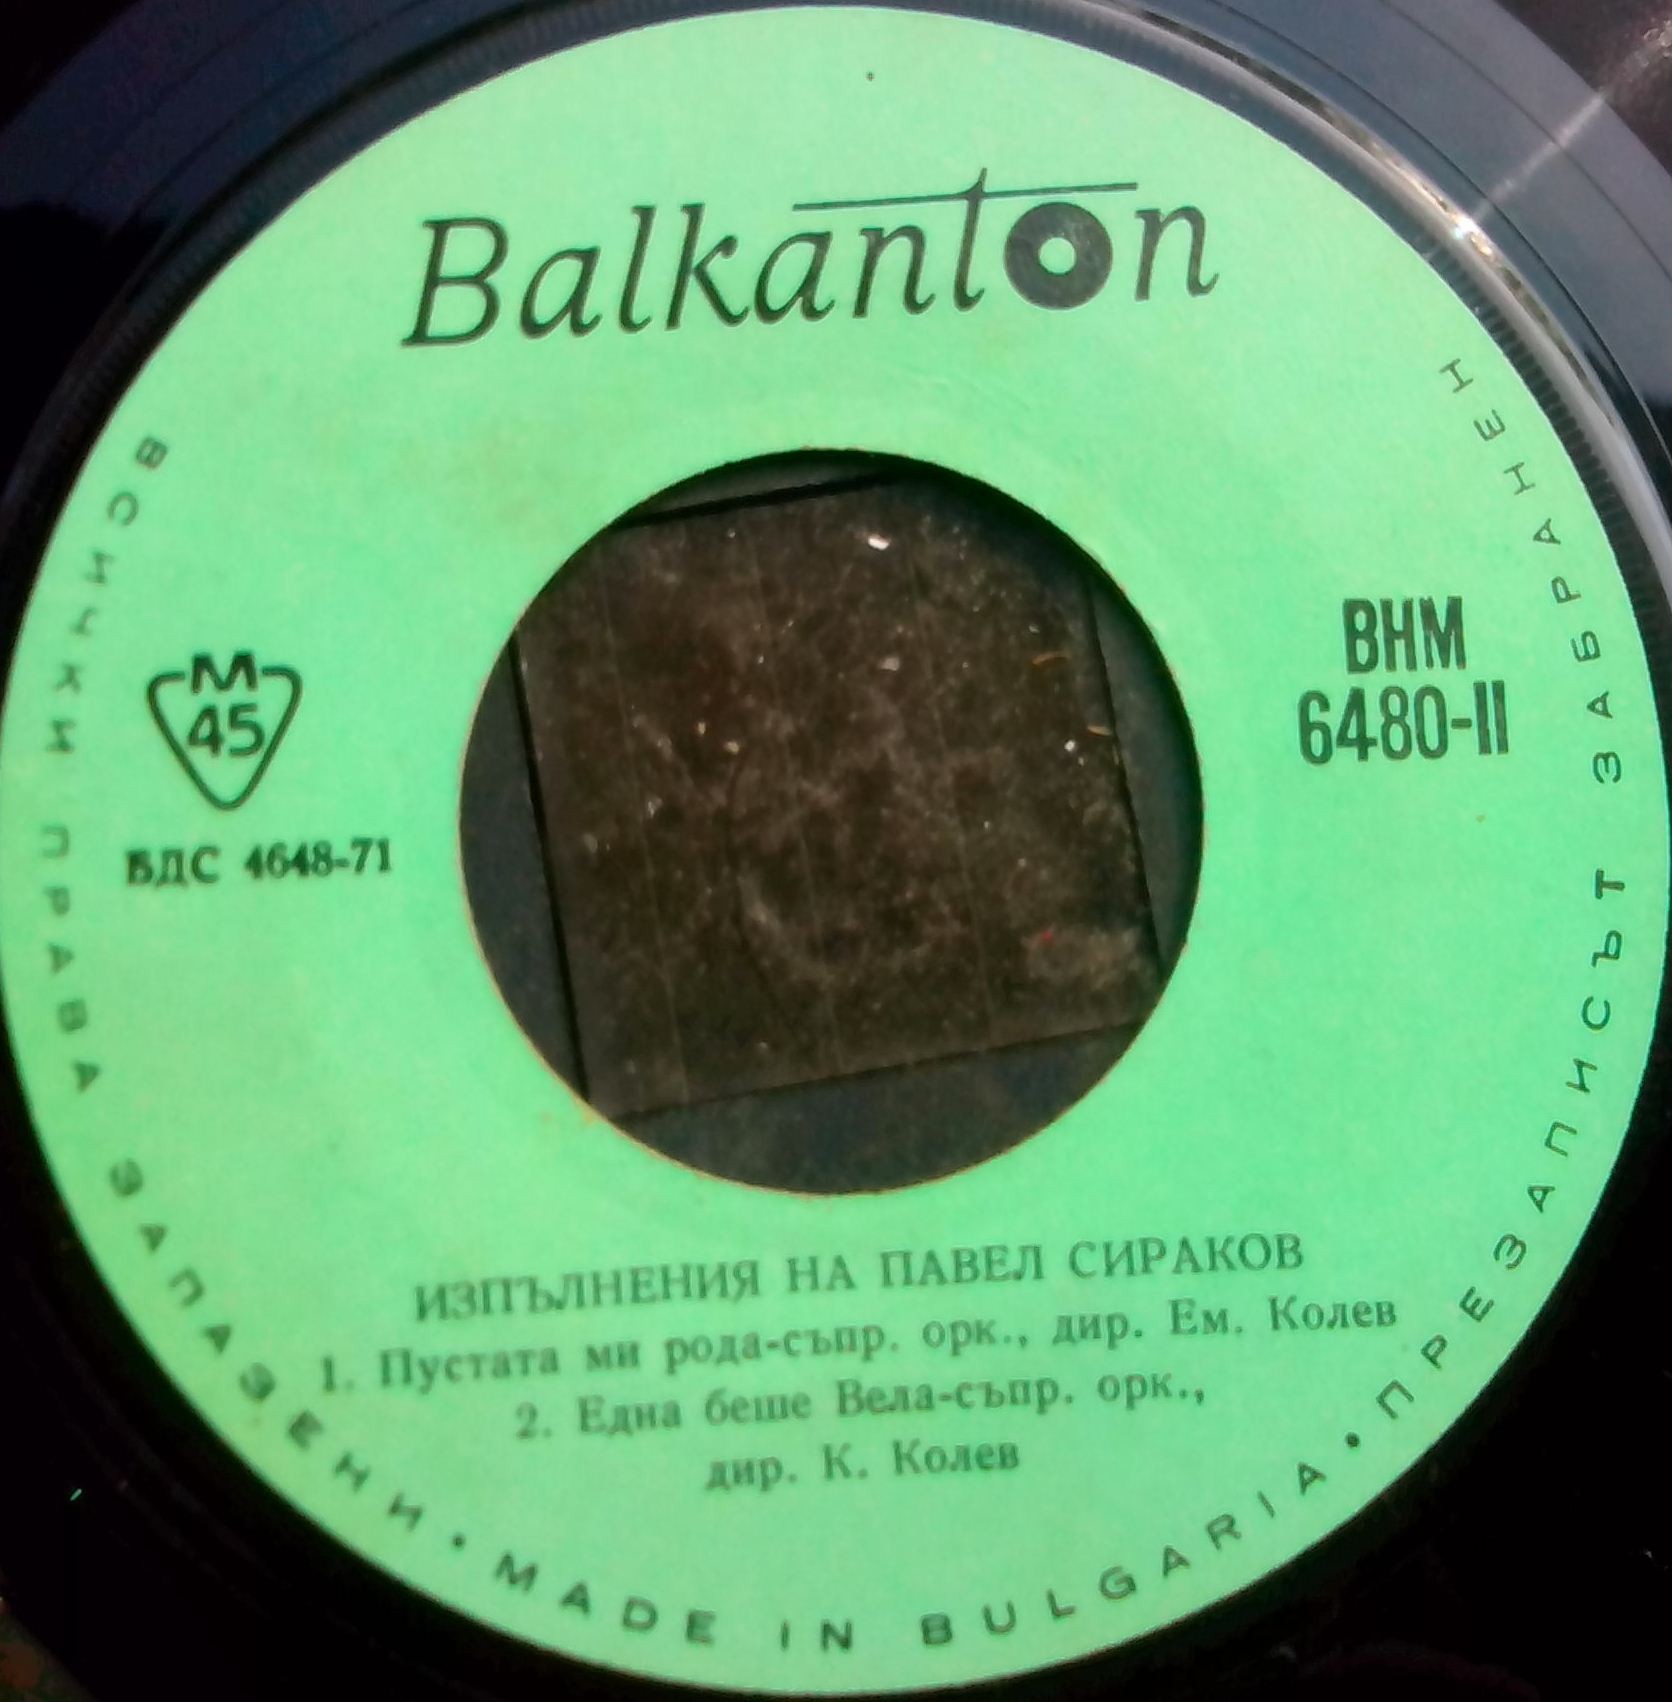 Balkanton
M
45
БДС 4648-71
ВНМ
6480-II
ИЗПЪЛНЕНИЯ НА ПАВЕЛ СИРАКОВ
1. Пустата ми рода-съпр. орк., дир. Ем. Колев
2. Една беше Вела-съпр. орк.,
дир. К. Колев
ВСИЧКИ ПРАВА ЗАПАЗЕНИ • MADE IN BULGARIA • ПРЕЗАПИСЪТ ЗАБРАНЕН